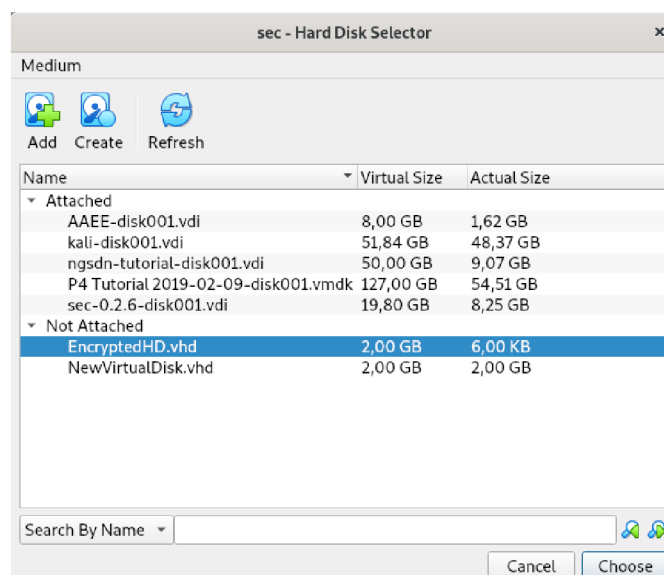 sec - Hard Disk Selector
Medium
Add Create Refresh
Name Virtual Size Actual Size
Attached
AAEE-disk001.vdi 8,00 GB 1,62 GB
kali-disk001.vdi 51,84 GB 48,37 GB
ngsdn-tutorial-disk001.vdi 50,00 GB 9,07 GB
P4 Tutorial 2019-02-09-disk001.vmdk 127,00 GB 54,51 GB
sec-0.2.6-disk001.vdi 19,80 GB 8,25 GB
Not Attached
EncryptedHD.vhd 2,00 GB 6,00 KB
NewVirtualDisk.vhd 2,00 GB 2,00 GB
Search By Name
Cancel Choose